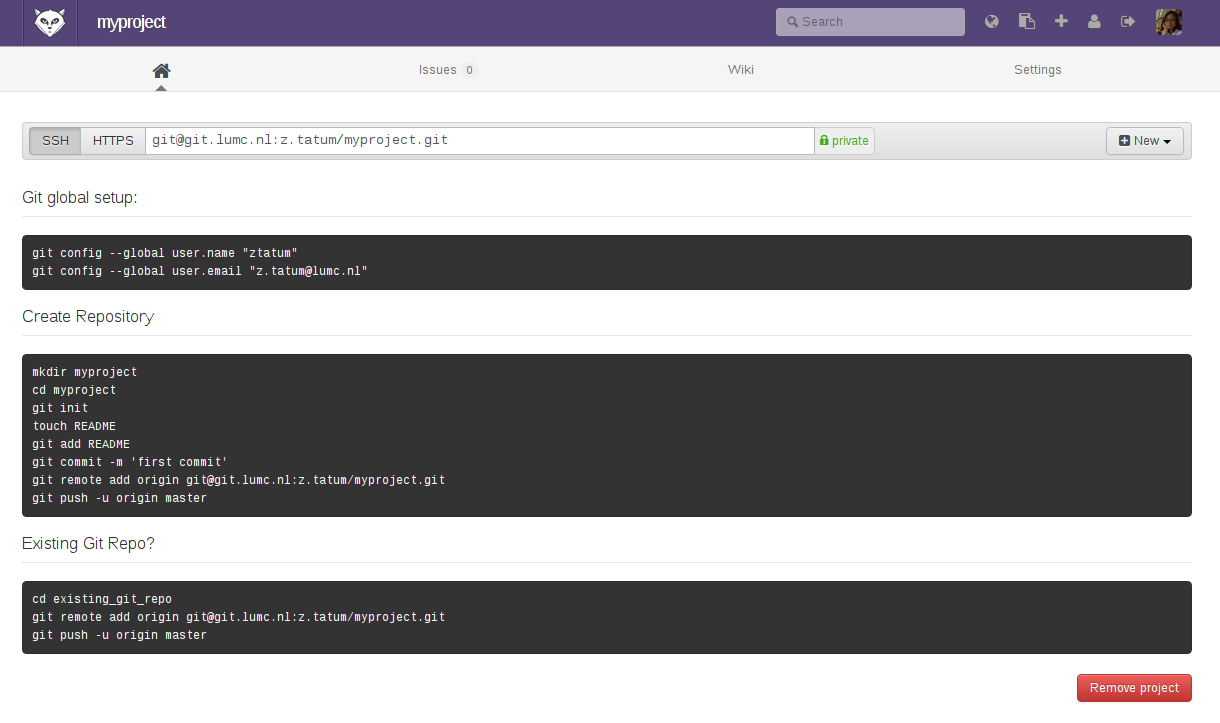 myproject
Search
Issues 0
Wiki
Settings
SSH
HTTPS
git@git.lumc.nl:z.tatum/myproject.git
private
New
Git global setup:
git config --global user.name "ztatum"
git config --global user.email "z.tatum@lumc.nl"
Create Repository
mkdir myproject
cd myproject
git init
touch README
git add README
git commit -m 'first commit'
git remote add origin git@git.lumc.nl:z.tatum/myproject.git
git push -u origin master
Existing Git Repo?
cd existing_git_repo
git remote add origin git@git.lumc.nl:z.tatum/myproject.git
git push -u origin master
Remove project